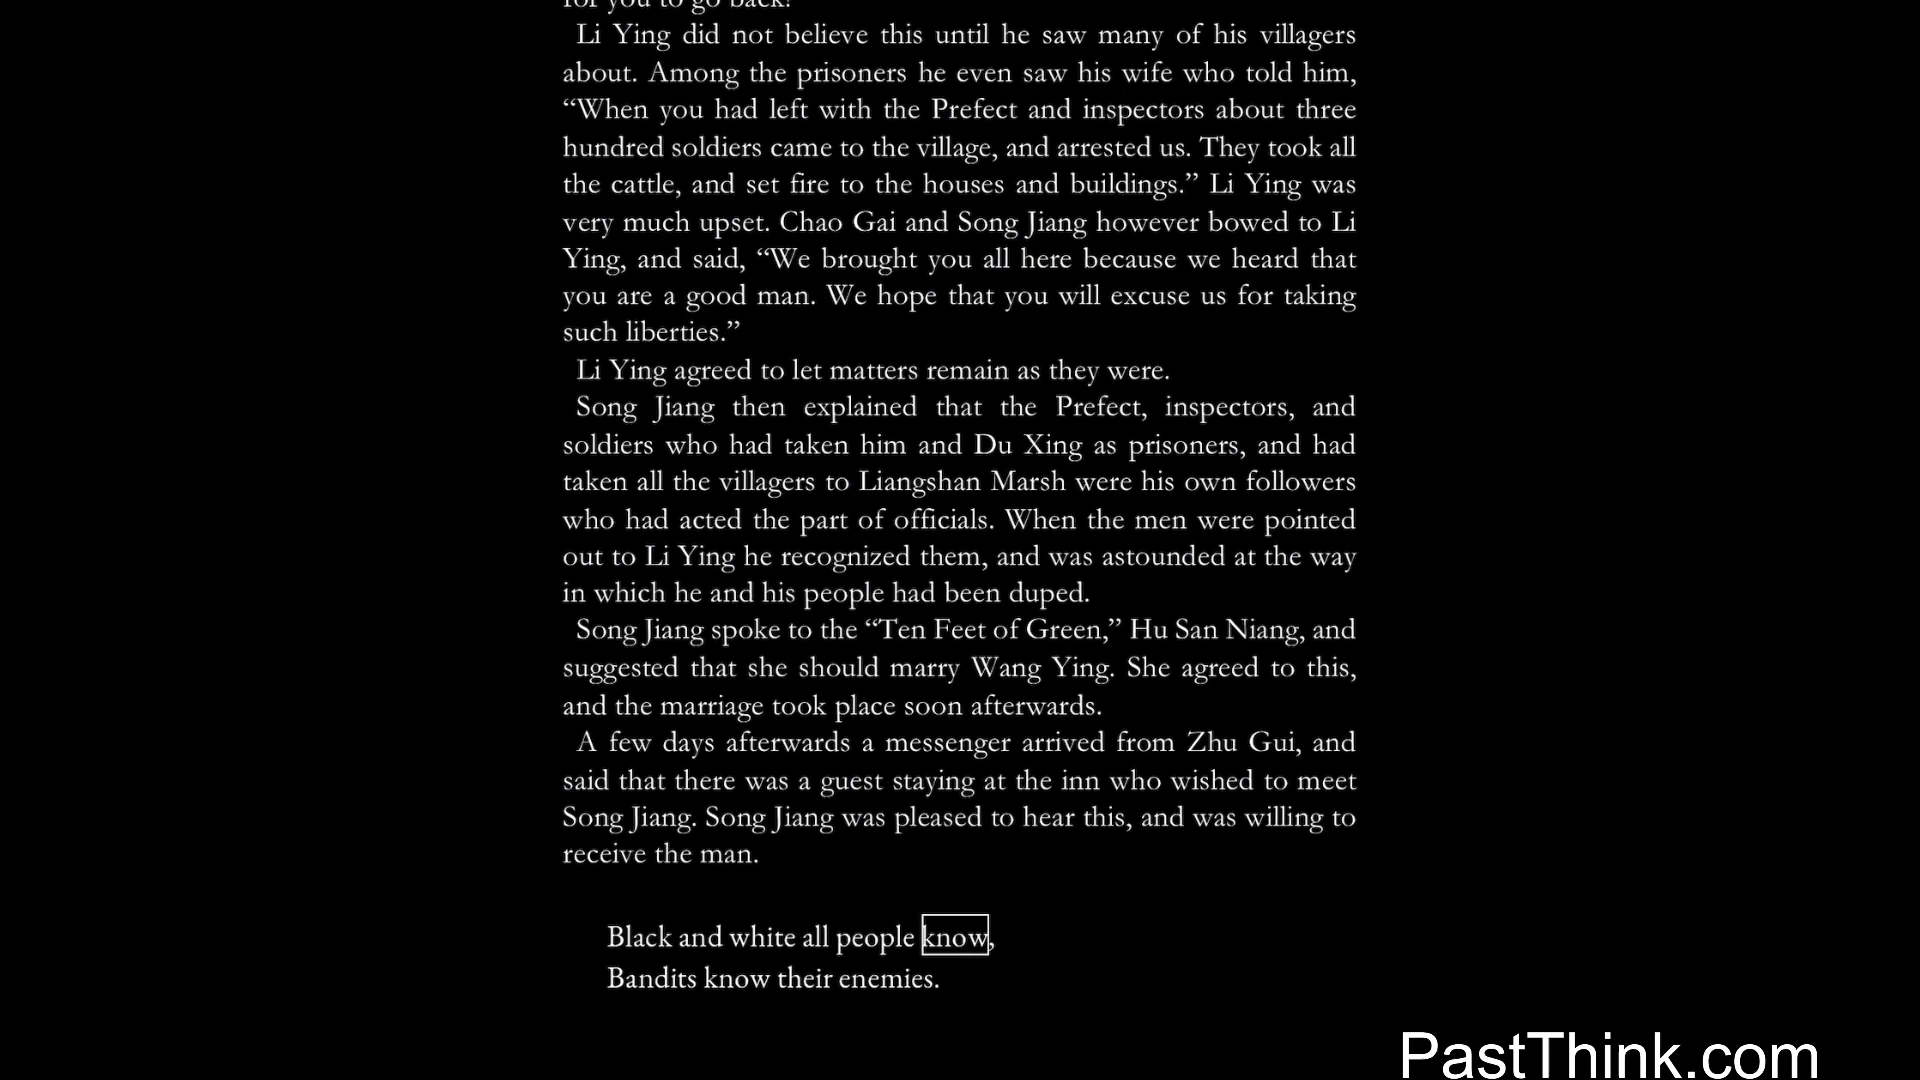 for you to go back!
Li Ying did not believe this until he saw many of his villagers
about. Among the prisoners he even saw his wife who told him,
“When you had left with the Prefect and inspectors about three
hundred soldiers came to the village, and arrested us. They took all
the cattle, and set fire to the houses and buildings.” Li Ying was
very much upset. Chao Gai and Song Jiang however bowed to Li
Ying, and said, “We brought you all here because we heard that
you are a good man. We hope that you will excuse us for taking
such liberties.”
Li Ying agreed to let matters remain as they were.
Song Jiang then explained that the Prefect, inspectors, and
soldiers who had taken him and Du Xing as prisoners, and had
taken all the villagers to Liangshan Marsh were his own followers
who had acted the part of officials. When the men were pointed
out to Li Ying he recognized them, and was astounded at the way
in which he and his people had been duped.
Song Jiang spoke to the “Ten Feet of Green,” Hu San Niang, and
suggested that she should marry Wang Ying. She agreed to this,
and the marriage took place soon afterwards.
A few days afterwards a messenger arrived from Zhu Gui, and
said that there was a guest staying at the inn who wished to meet
Song Jiang. Song Jiang was pleased to hear this, and was willing to
receive the man.
Black and white all people know,
Bandits know their enemies.
PastThink.com